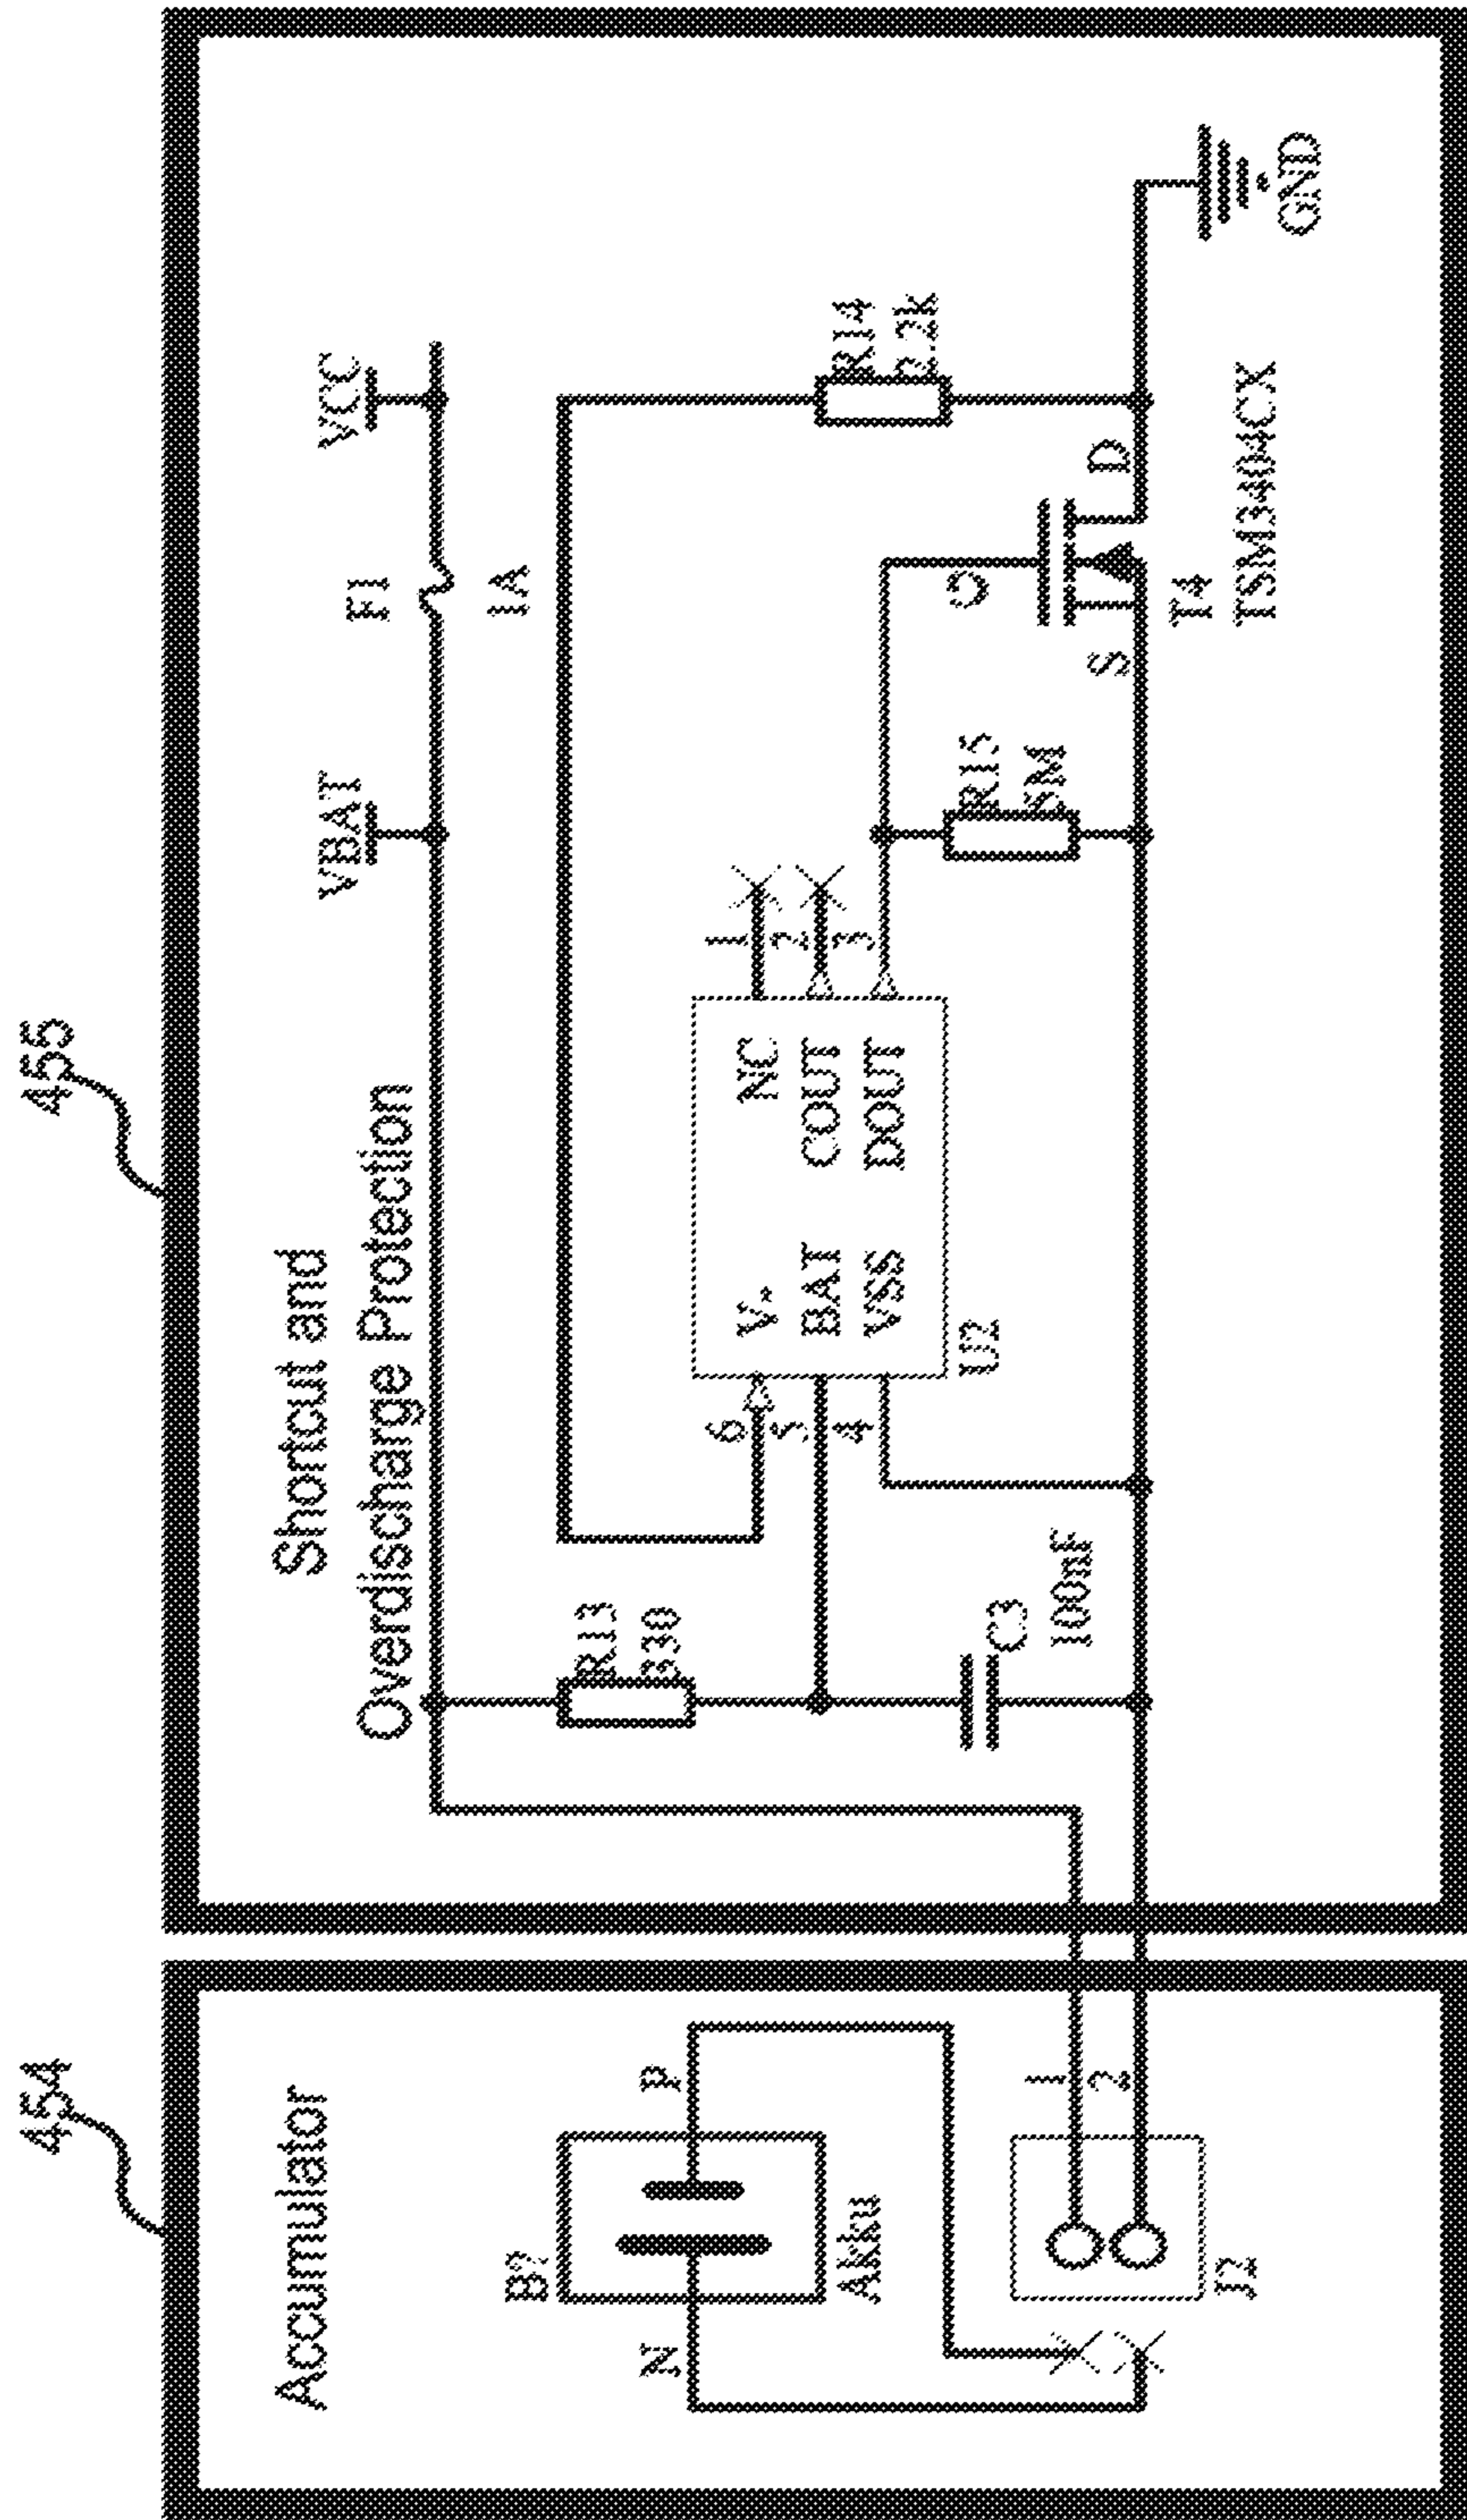 454
Accumulator
B?
N
P
Akku
1
2
J2
455
Shortcut and
Overdischarge Protection
VBAT
F1
1A
VCC
R13
330
C3
100nF
6
5
4
V-
BAT
VSS
NC
COUT
DOUT
1
2
3
U2
R15
5M
G
S
D
T4
TSM3404CX
R14
2.2k
GND